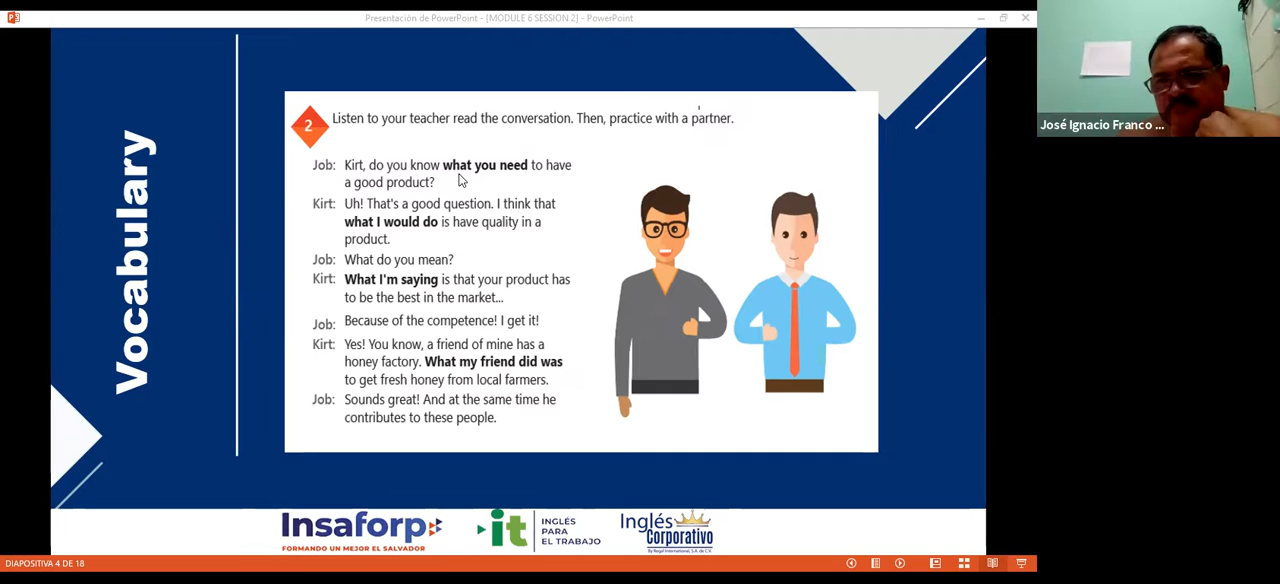 Presentación de PowerPoint - [MODULE 6 SESSION 2] - PowerPoint
José Ignacio Franco ...
Vocabulary
2
Listen to your teacher read the conversation. Then, practice with a partner.
Job: Kirt, do you know what you need to have
a good product?
Kirt: Uh! That's a good question. I think that
what I would do is have quality in a
product.
Job: What do you mean?
Kirt: What I'm saying is that your product has
to be the best in the market...
Job: Because of the competence! I get it!
Kirt: Yes! You know, a friend of mine has a
honey factory. What my friend did was
to get fresh honey from local farmers.
Job: Sounds great! And at the same time he
contributes to these people.
Insaforp
FORMANDO UN MEJOR EL SALVADOR
it
INGLÉS
PARA
EL TRABAJO
Inglés
Corporativo
By Regal International, S.A. de C.V.
DIAPOSITIVA 4 DE 18